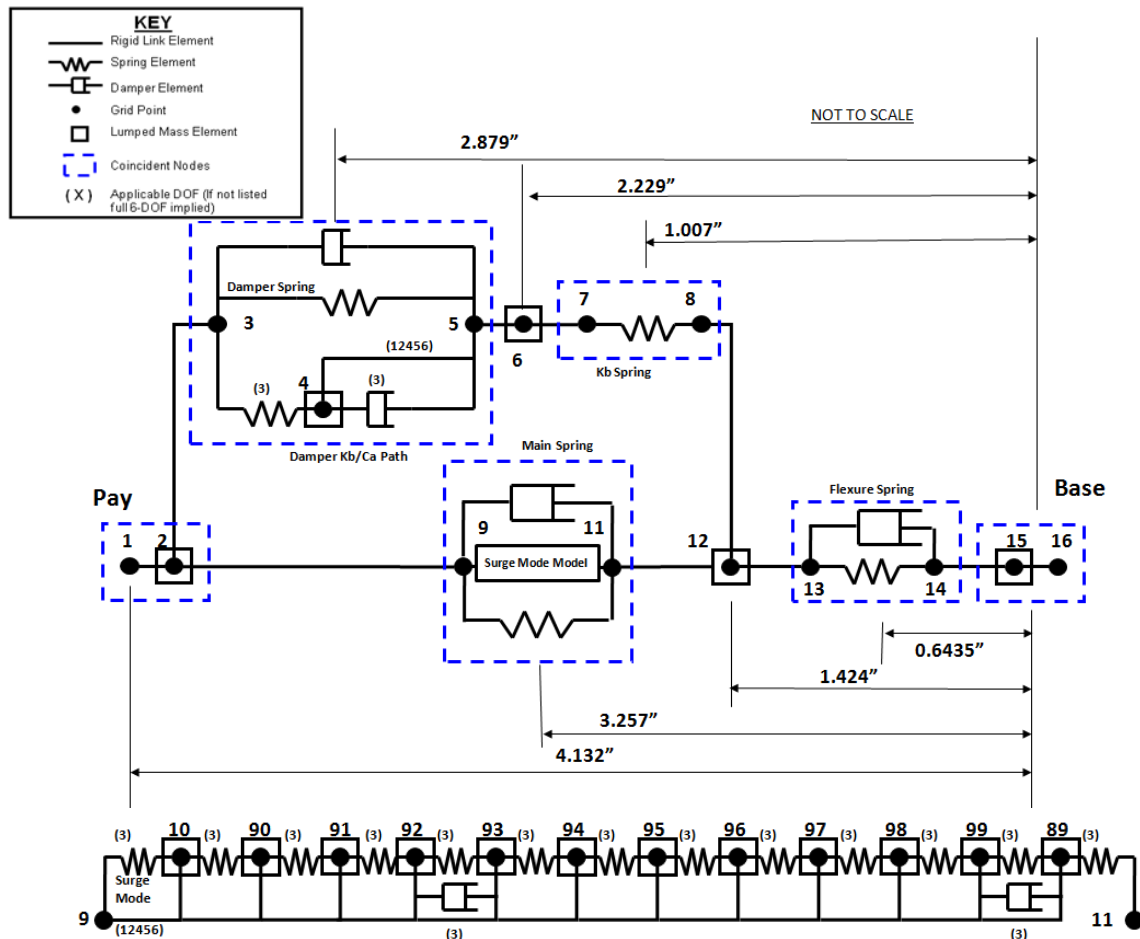 KEY
Rigid Link Element
Spring Element
Damper Element
Grid Point
Lumped Mass Element
Coincident Nodes
( X ) Applicable DOF (If not listed
full 6-DOF implied)
NOT TO SCALE
2.879”
2.229”
1.007”
Damper Spring
3
5
6
7
8
(12456)
(3)
4
(3)
Kb Spring
Damper Kb/Ca Path
Main Spring
Flexure Spring
Pay
Base
1
2
9
11
12
15
16
Surge Mode Model
13
14
0.6435”
1.424”
3.257”
4.132”
(3) 10 (3) 90 (3) 91 (3) 92 (3) 93 (3) 94 (3) 95 (3) 96 (3) 97 (3) 98 (3) 99 (3) 89 (3)
Surge
Mode
9
11
(12456)
(3)
(3)